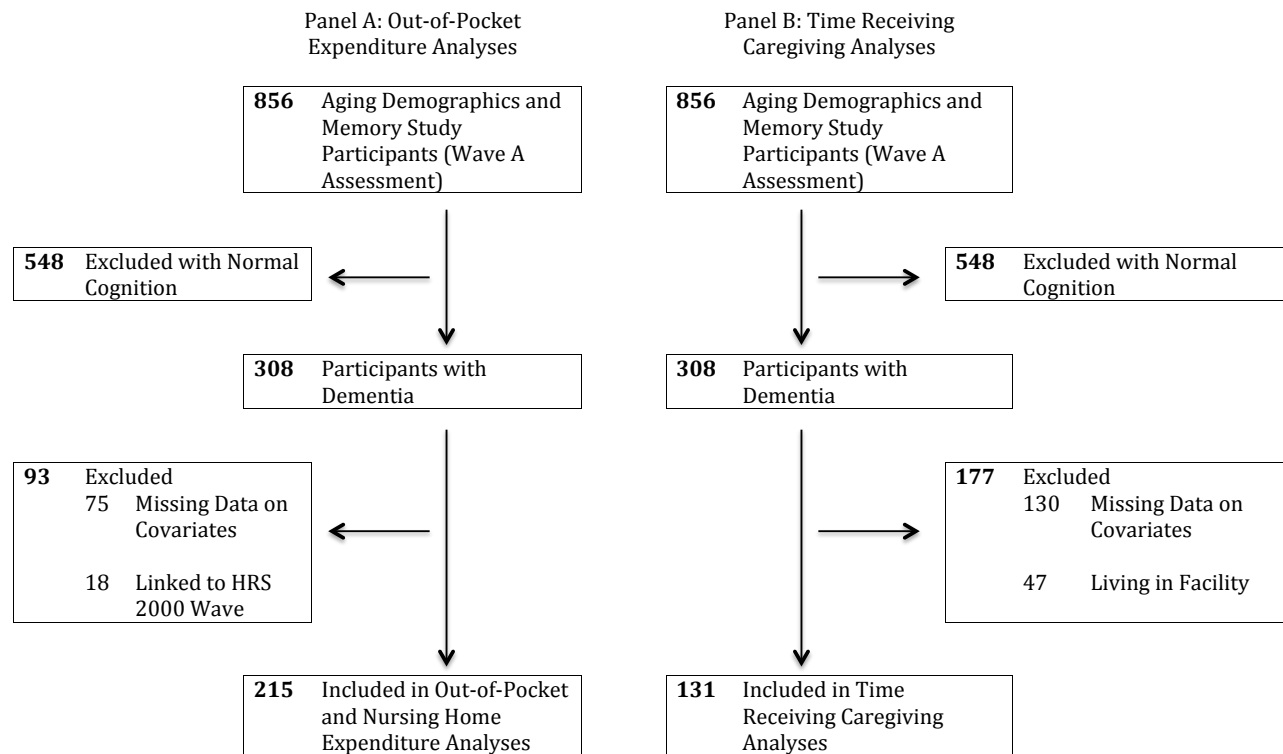 Panel A: Out-of-Pocket
Expenditure Analyses
856 Aging Demographics and
Memory Study
Participants (Wave A
Assessment)
548 Excluded with Normal
Cognition
308 Participants with
Dementia
93 Excluded
75 Missing Data on
Covariates
18 Linked to HRS
2000 Wave
215 Included in Out-of-Pocket
and Nursing Home
Expenditure Analyses
Panel B: Time Receiving
Caregiving Analyses
856 Aging Demographics and
Memory Study
Participants (Wave A
Assessment)
548 Excluded with Normal
Cognition
308 Participants with
Dementia
177 Excluded
130 Missing Data on
Covariates
47 Living in Facility
131 Included in Time
Receiving Caregiving
Analyses